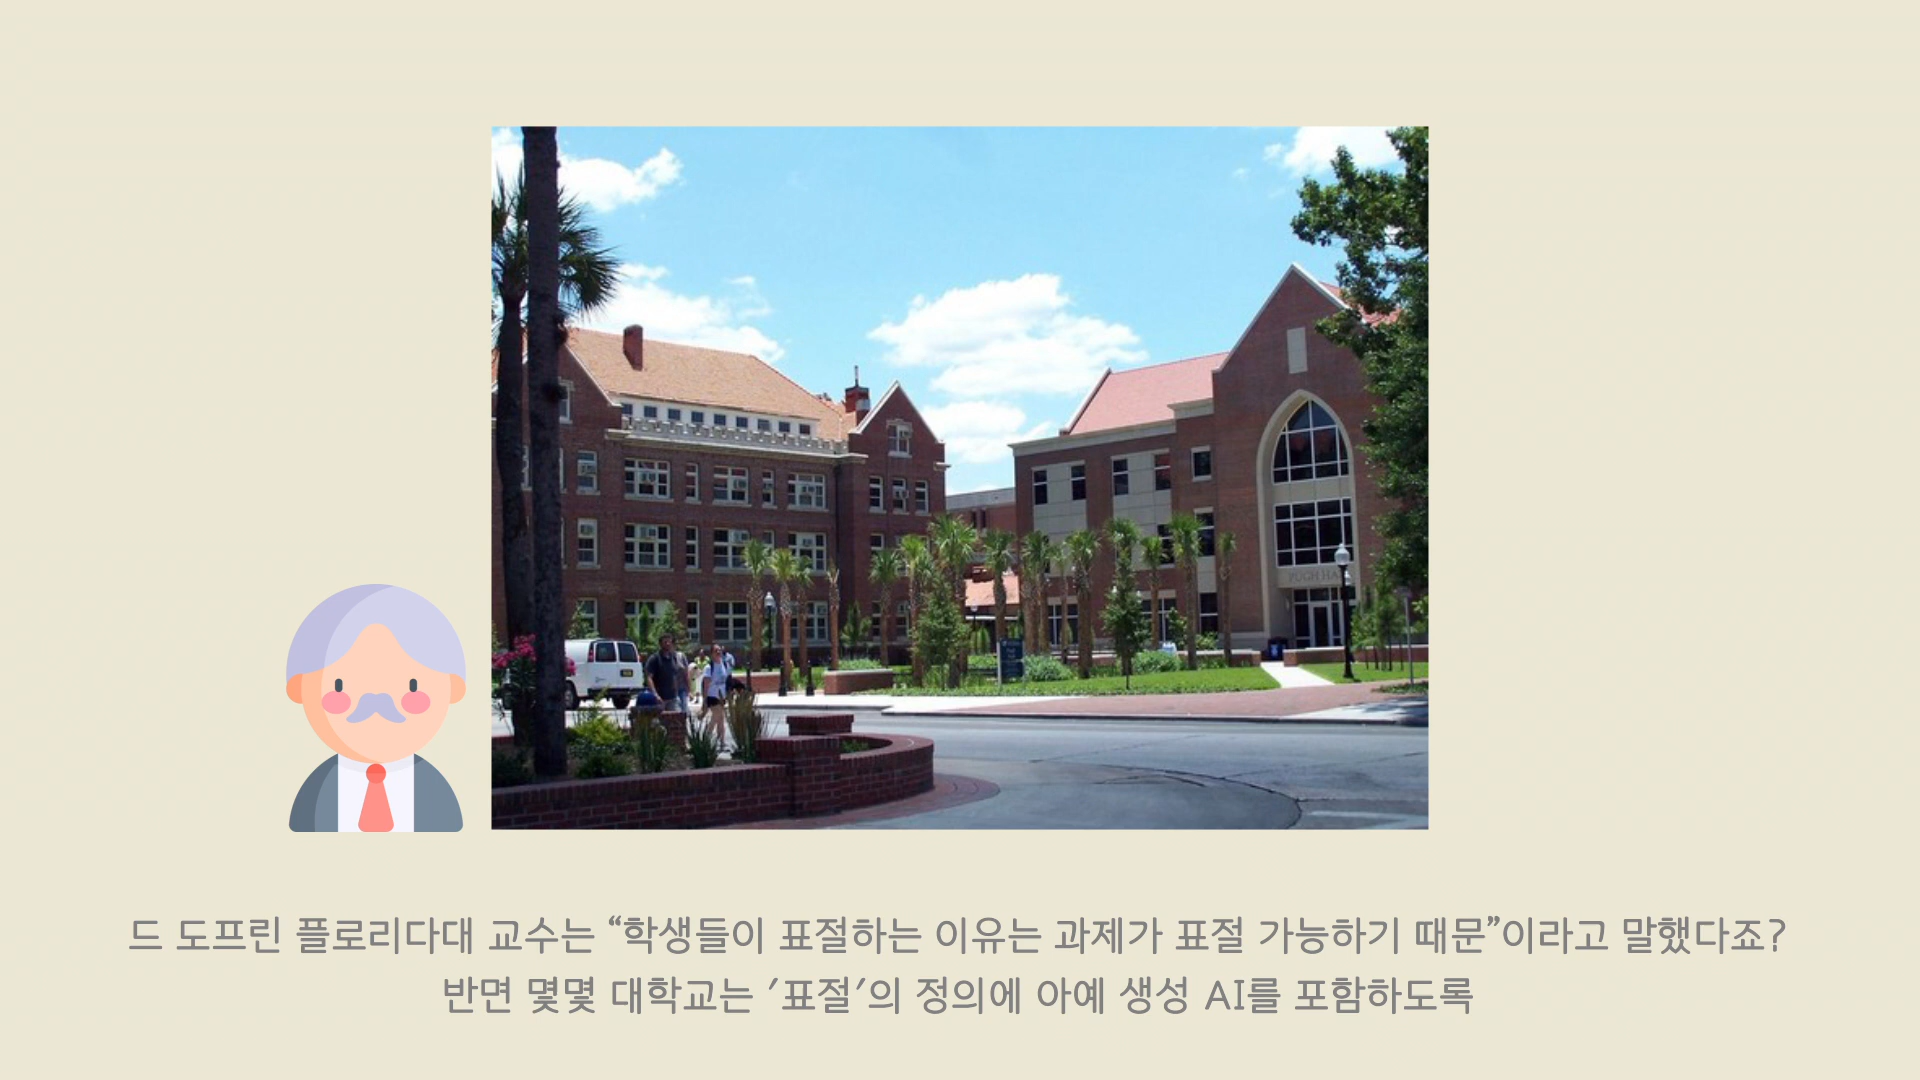 PUGH HALL
드 도프린 플로리다대 교수는 “학생들이 표절하는 이유는 과제가 표절 가능하기 때문”이라고 말했다죠?
반면 몇몇 대학교는 '표절'의 정의에 아예 생성 AI를 포함하도록